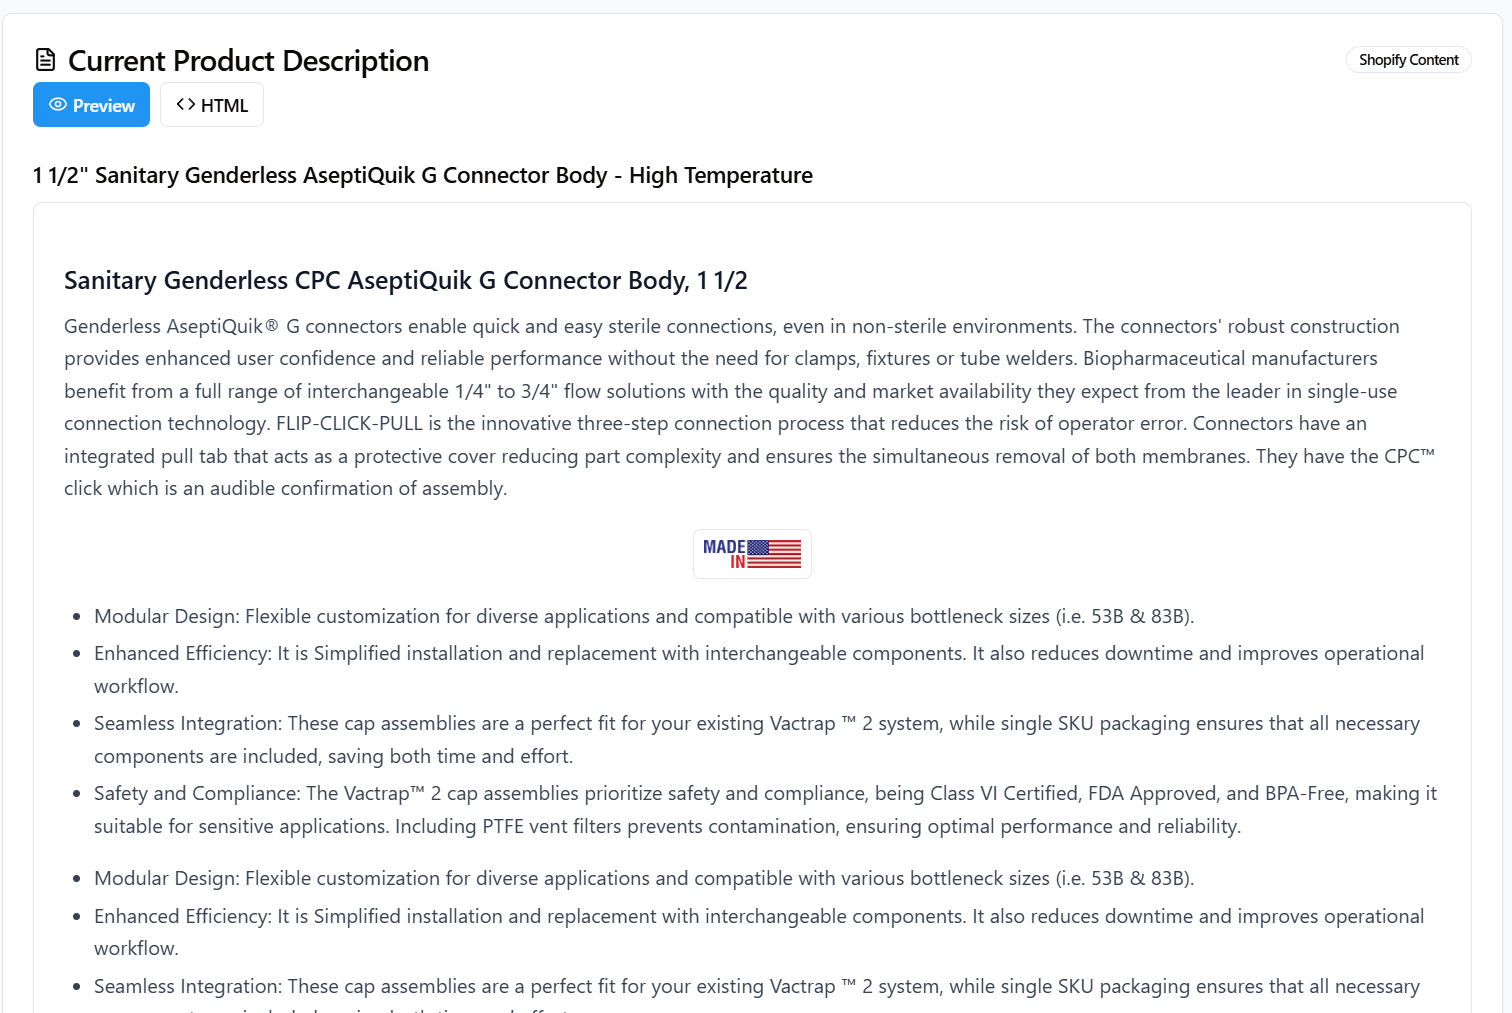 Current Product Description
Shopify Content
Preview
<> HTML
1 1/2" Sanitary Genderless AseptiQuik G Connector Body - High Temperature
Sanitary Genderless CPC AseptiQuik G Connector Body, 1 1/2
Genderless AseptiQuik® G connectors enable quick and easy sterile connections, even in non-sterile environments. The connectors' robust construction
provides enhanced user confidence and reliable performance without the need for clamps, fixtures or tube welders. Biopharmaceutical manufacturers
benefit from a full range of interchangeable 1/4" to 3/4" flow solutions with the quality and market availability they expect from the leader in single-use
connection technology. FLIP-CLICK-PULL is the innovative three-step connection process that reduces the risk of operator error. Connectors have an
integrated pull tab that acts as a protective cover reducing part complexity and ensures the simultaneous removal of both membranes. They have the CPC™
click which is an audible confirmation of assembly.
MADE
IN
• Modular Design: Flexible customization for diverse applications and compatible with various bottleneck sizes (i.e. 53B & 83B).
• Enhanced Efficiency: It is Simplified installation and replacement with interchangeable components. It also reduces downtime and improves operational
workflow.
• Seamless Integration: These cap assemblies are a perfect fit for your existing Vactrap ™ 2 system, while single SKU packaging ensures that all necessary
components are included, saving both time and effort.
• Safety and Compliance: The Vactrap™ 2 cap assemblies prioritize safety and compliance, being Class VI Certified, FDA Approved, and BPA-Free, making it
suitable for sensitive applications. Including PTFE vent filters prevents contamination, ensuring optimal performance and reliability.
• Modular Design: Flexible customization for diverse applications and compatible with various bottleneck sizes (i.e. 53B & 83B).
• Enhanced Efficiency: It is Simplified installation and replacement with interchangeable components. It also reduces downtime and improves operational
workflow.
• Seamless Integration: These cap assemblies are a perfect fit for your existing Vactrap ™ 2 system, while single SKU packaging ensures that all necessary